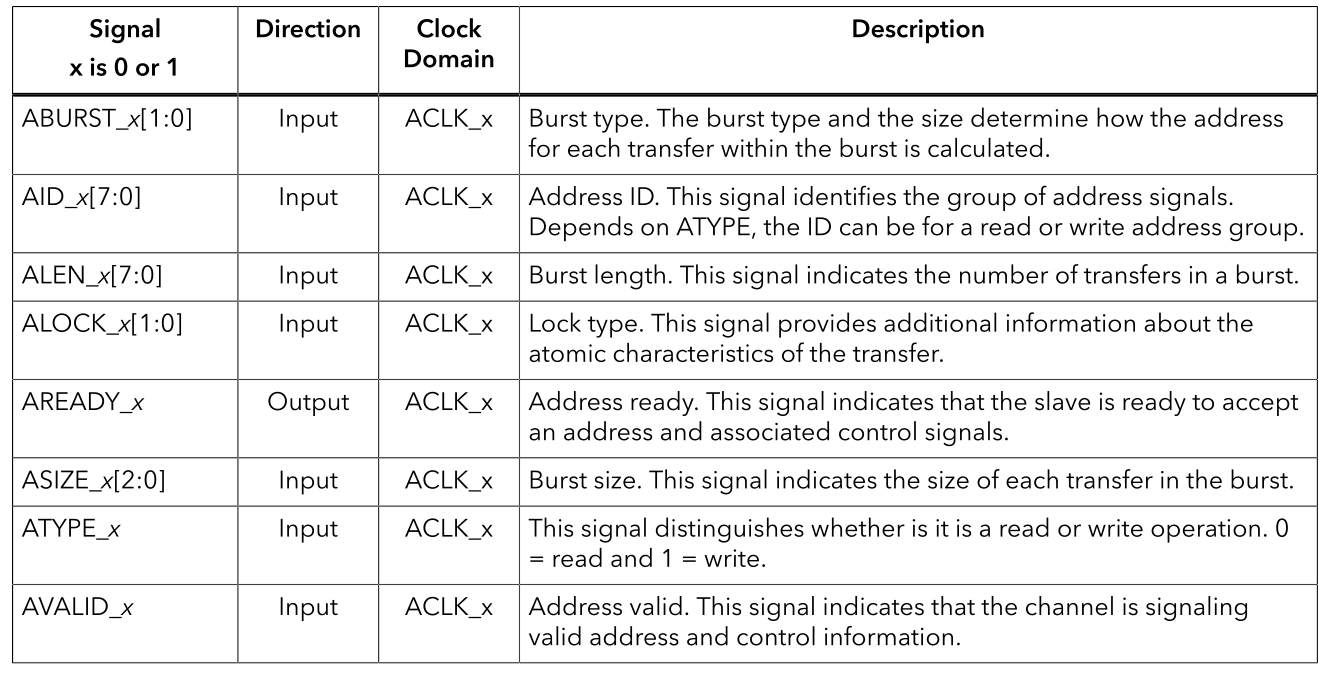 Signal
x is 0 or 1
Direction
Clock
Domain
Description
ABURST_x[1:0]
Input
ACLK_x
Burst type. The burst type and the size determine how the address
for each transfer within the burst is calculated.
AID_x[7:0]
Input
ACLK_x
Address ID. This signal identifies the group of address signals.
Depends on ATYPE, the ID can be for a read or write address group.
ALEN_x[7:0]
Input
ACLK_x
Burst length. This signal indicates the number of transfers in a burst.
ALOCK_x[1:0]
Input
ACLK_x
Lock type. This signal provides additional information about the
atomic characteristics of the transfer.
AREADY_x
Output
ACLK_x
Address ready. This signal indicates that the slave is ready to accept
an address and associated control signals.
ASIZE_x[2:0]
Input
ACLK_x
Burst size. This signal indicates the size of each transfer in the burst.
ATYPE_x
Input
ACLK_x
This signal distinguishes whether is it is a read or write operation. 0
= read and 1 = write.
AVALID_x
Input
ACLK_x
Address valid. This signal indicates that the channel is signaling
valid address and control information.